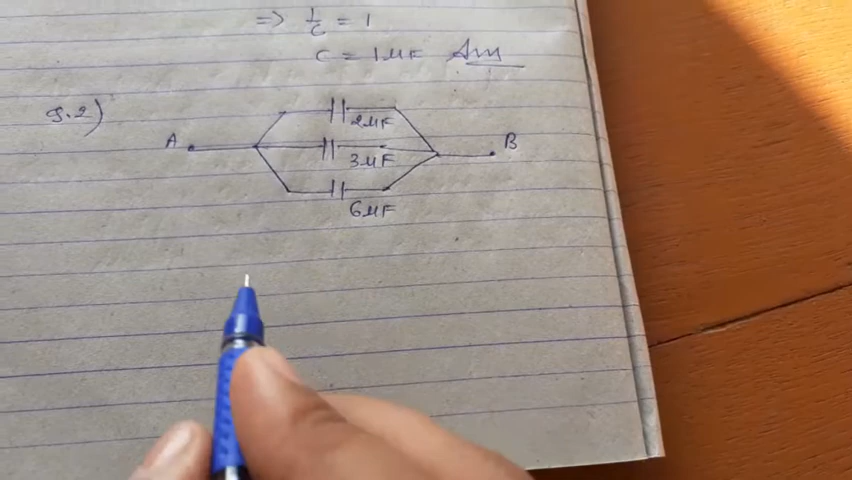 => 1/C = 1
C = 1μF Ans
Q.2)
2μF
A 3μF B
6μF